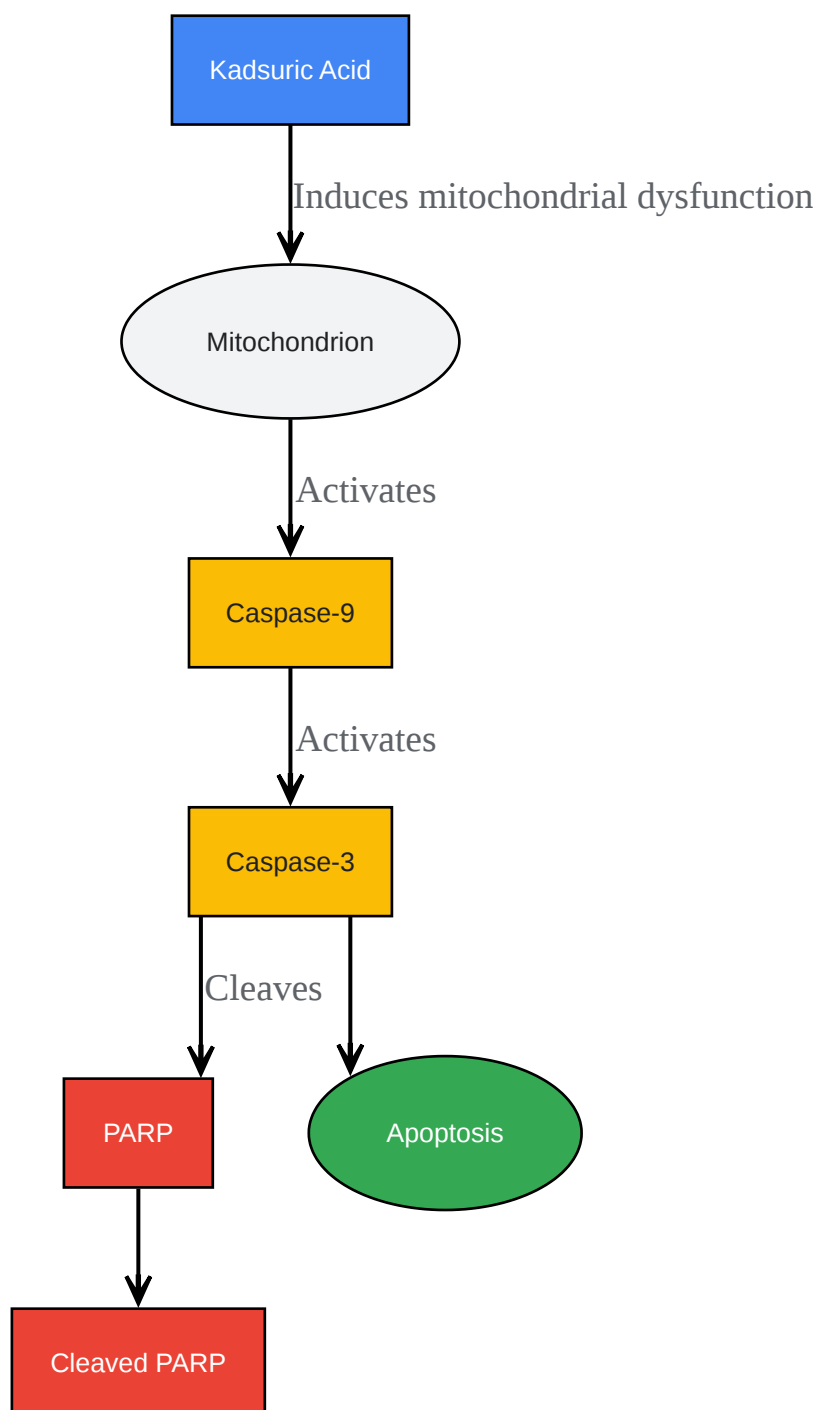 Kadsuric Acid
Induces mitochondrial dysfunction
Mitochondrion
Activates
Caspase-9
Activates
Caspase-3
Cleaves
PARP
Apoptosis
Cleaved PARP